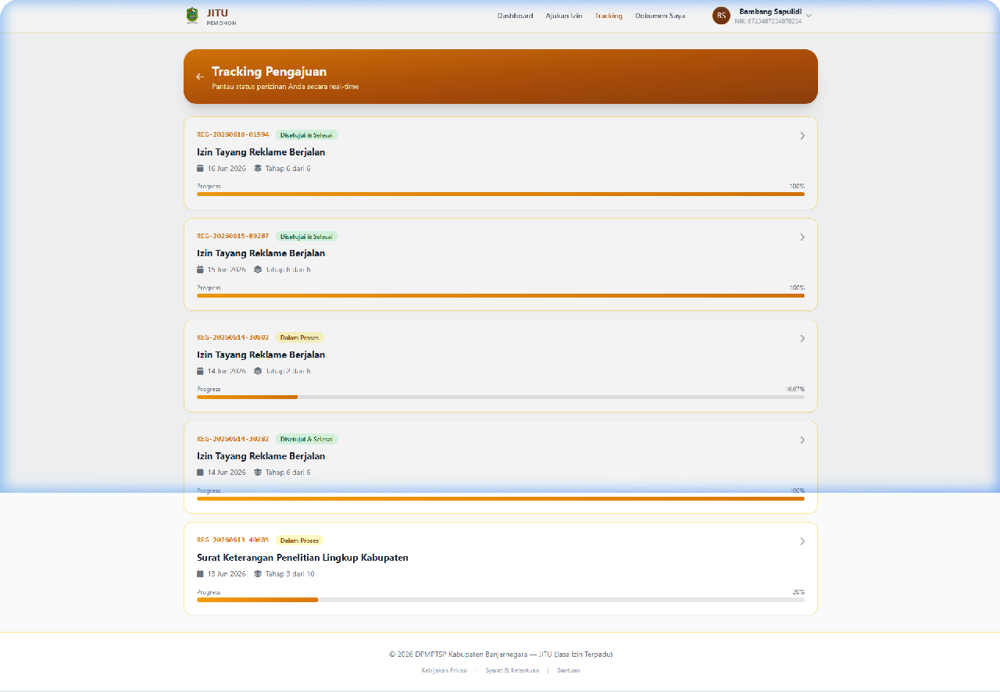 JITU
PEMOHON
Dashboard
Ajukan Izin
Tracking
Dokumen Saya
BS
Bambang Sapulidi
NIK: 8723487234878234
Tracking Pengajuan
Pantau status perizinan Anda secara real-time
REG-20260616-01994 Disetujui & Selesai
Izin Tayang Reklame Berjalan
16 Jun 2026 Tahap 6 dari 6
Progress 100%
REG-20260615-89287 Disetujui & Selesai
Izin Tayang Reklame Berjalan
15 Jun 2026 Tahap 6 dari 6
Progress 100%
REG-20260614-30802 Dalam Proses
Izin Tayang Reklame Berjalan
14 Jun 2026 Tahap 2 dari 6
Progress 16.67%
REG-20260614-30282 Disetujui & Selesai
Izin Tayang Reklame Berjalan
14 Jun 2026 Tahap 6 dari 6
Progress 100%
REG-20260613-40605 Dalam Proses
Surat Keterangan Penelitian Lingkup Kabupaten
13 Jun 2026 Tahap 3 dari 10
Progress 20%
© 2026 DPMPTSP Kabupaten Banjarnegara — JITU (Jasa Izin Terpadu)
Kebijakan Privasi | Syarat & Ketentuan | Bantuan